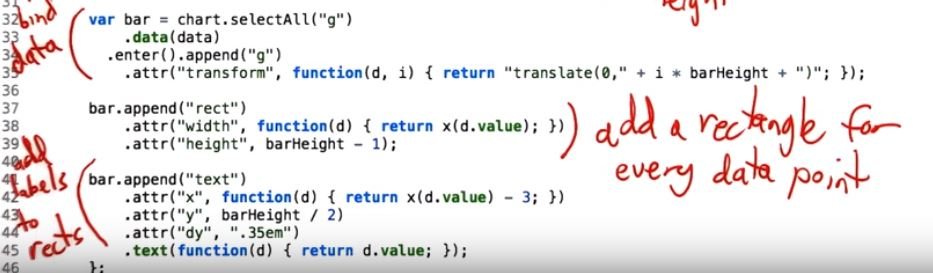 31
eight
32 var bar = chart.selectAll("g")
33 .data(data)
34 .enter().append("g")
35 .attr("transform", function(d, i) { return "translate(0," + i * barHeight + ")"; });
bind
data
36
37 bar.append("rect")
38 .attr("width", function(d) { return x(d.value); })
39 .attr("height", barHeight - 1);
add a rectangle for
every data point
40
41 bar.append("text")
42 .attr("x", function(d) { return x(d.value) - 3; })
43 .attr("y", barHeight / 2)
44 .attr("dy", ".35em")
45 .text(function(d) { return d.value; });
add
labels
to
rects
46 };